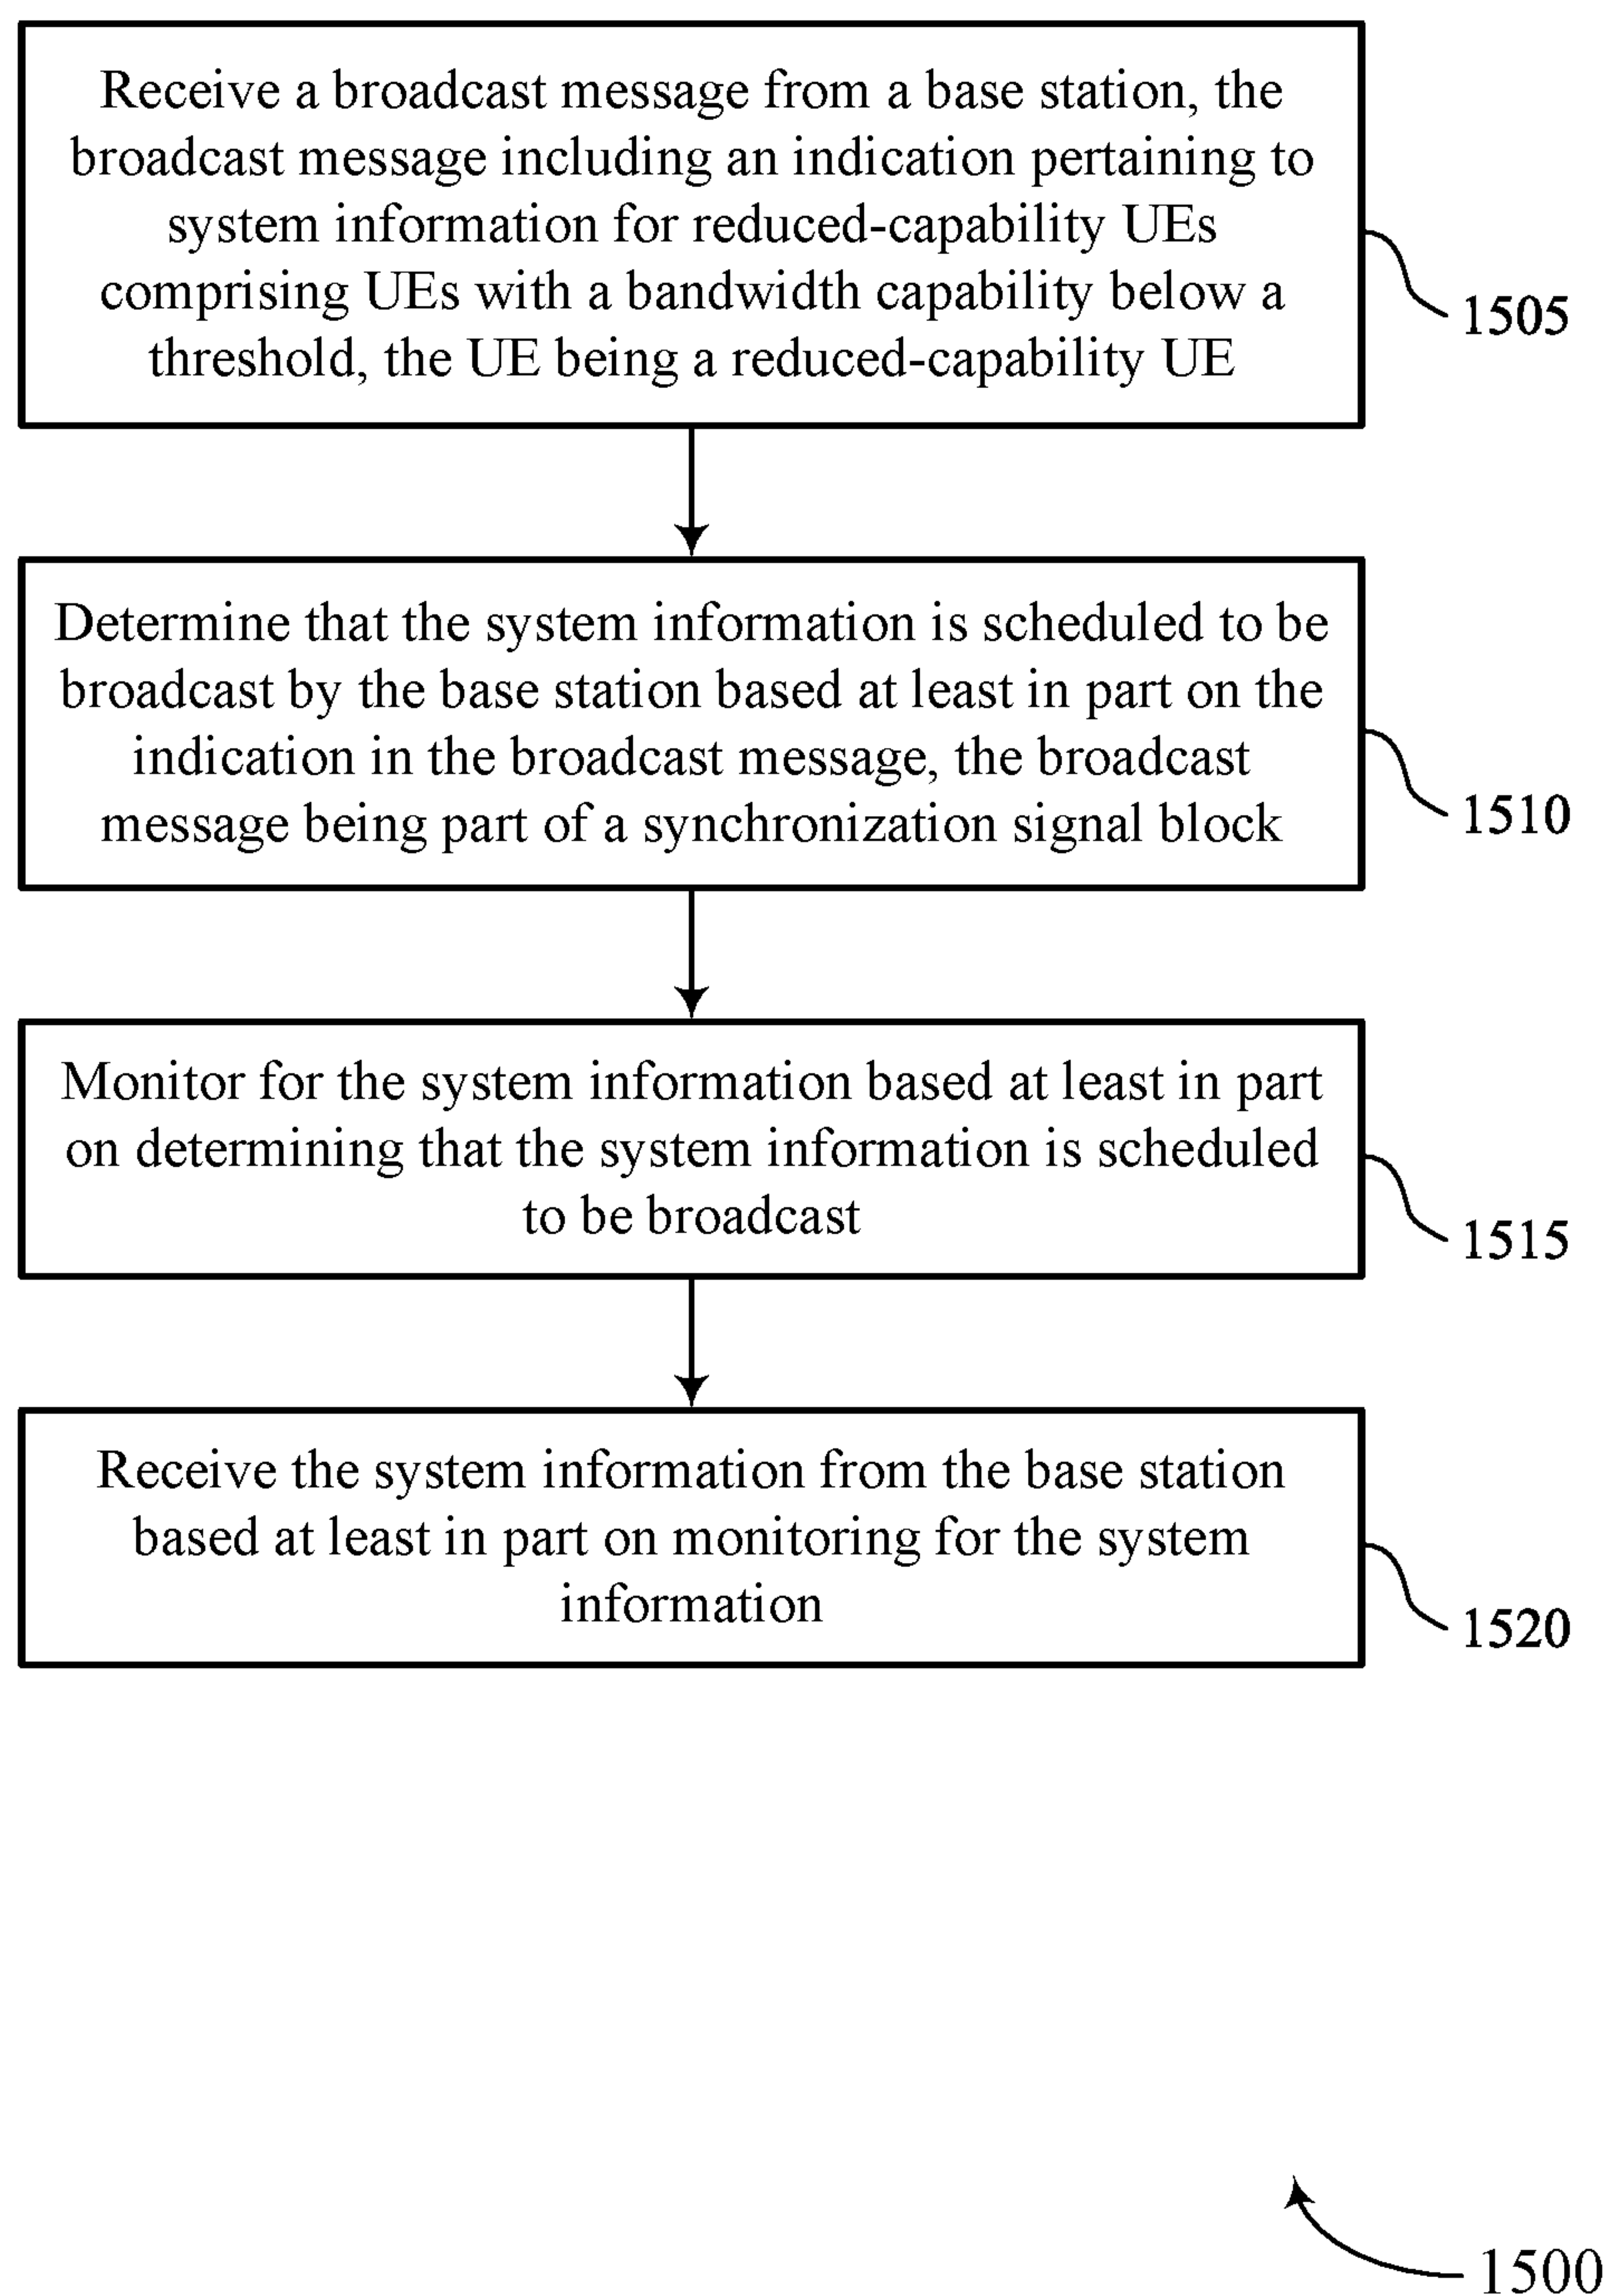 Receive a broadcast message from a base station, the
broadcast message including an indication pertaining to
system information for reduced-capability UEs
comprising UEs with a bandwidth capability below a
threshold, the UE being a reduced-capability UE
1505
Determine that the system information is scheduled to be
broadcast by the base station based at least in part on the
indication in the broadcast message, the broadcast
message being part of a synchronization signal block
1510
Monitor for the system information based at least in part
on determining that the system information is scheduled
to be broadcast
1515
Receive the system information from the base station
based at least in part on monitoring for the system
information
1520
1500